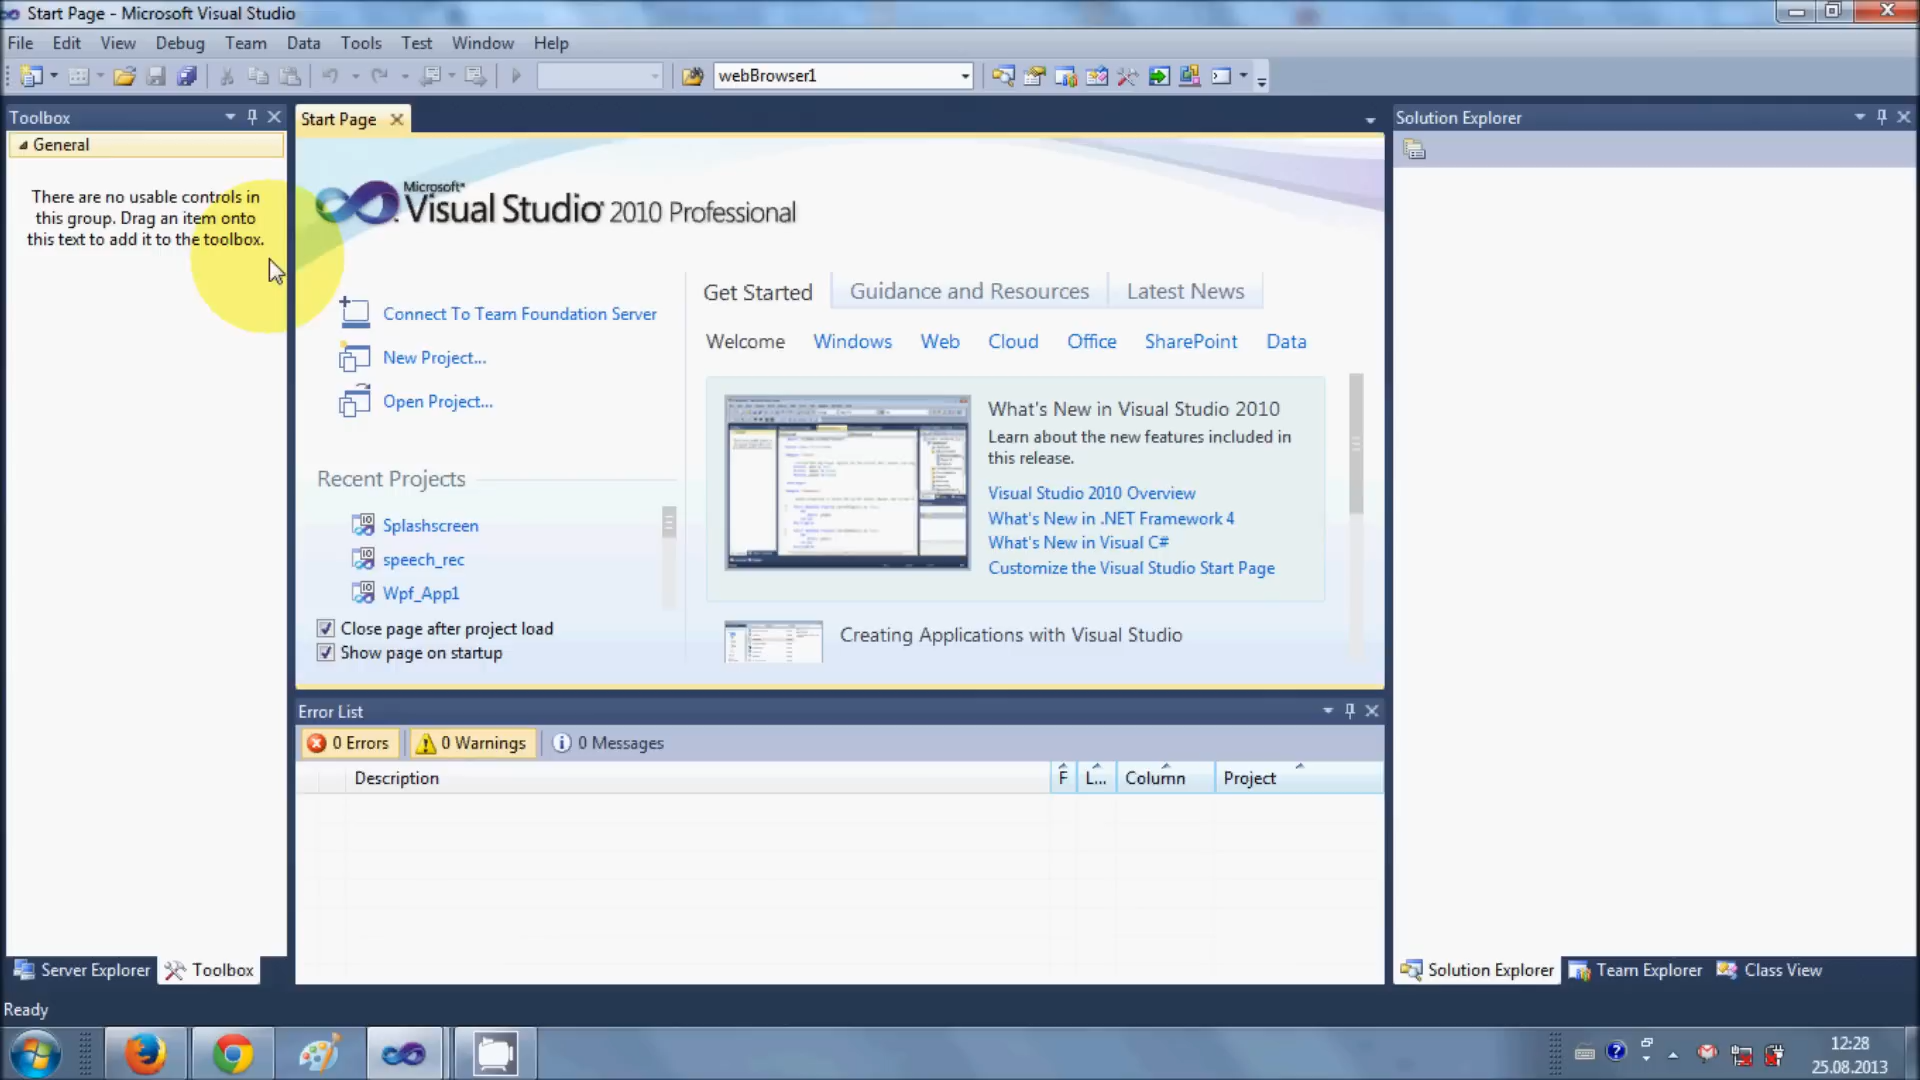 Start Page - Microsoft Visual Studio
File Edit View Debug Team Data Tools Test Window Help
webBrowser1
Toolbox
General
There are no usable controls in
this group. Drag an item onto
this text to add it to the toolbox.
Start Page
Microsoft
Visual Studio 2010 Professional
Connect To Team Foundation Server
New Project...
Open Project...
Recent Projects
Splashscreen
speech_rec
Wpf_App1
Close page after project load
Show page on startup
Get Started
Guidance and Resources
Latest News
Welcome Windows Web Cloud Office SharePoint Data
What's New in Visual Studio 2010
Learn about the new features included in
this release.
Visual Studio 2010 Overview
What's New in .NET Framework 4
What's New in Visual C#
Customize the Visual Studio Start Page
Creating Applications with Visual Studio
Solution Explorer
Error List
0 Errors
0 Warnings
0 Messages
Description F L... Column Project
Server Explorer
Toolbox
Solution Explorer
Team Explorer
Class View
Ready
12:28
25.08.2013